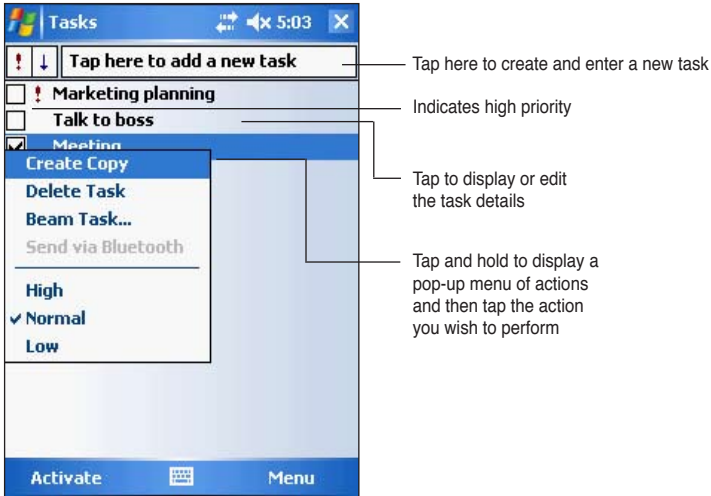 Tasks 5:03
! ↓ Tap here to add a new task
Tap here to create and enter a new task
! Marketing planning
Indicates high priority
Talk to boss
Meeting
Create Copy
Delete Task
Beam Task...
Send via Bluetooth
High
Normal
Low
Tap to display or edit
the task details
Tap and hold to display a
pop-up menu of actions
and then tap the action
you wish to perform
Activate Menu